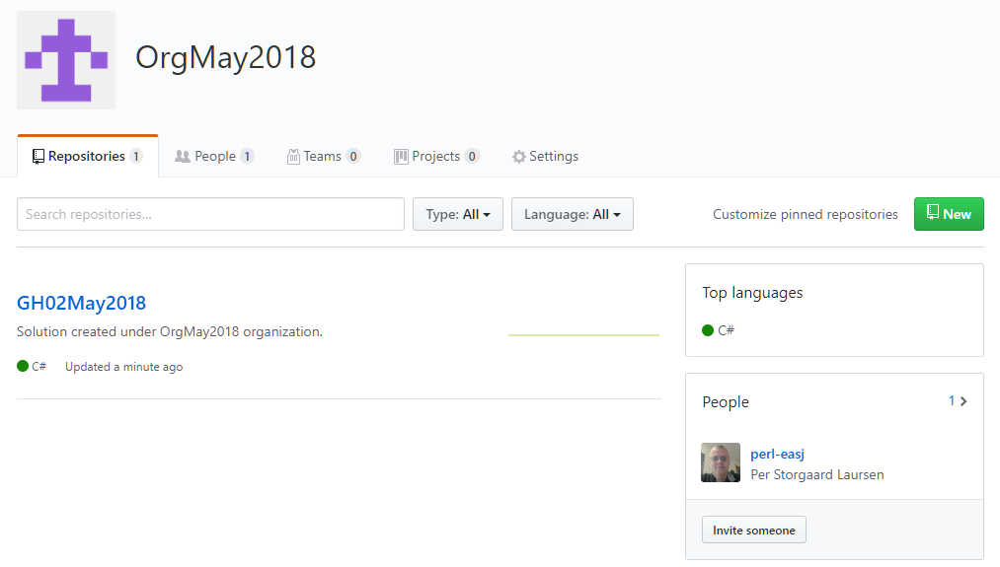 OrgMay2018
Repositories 1 People 1 Teams 0 Projects 0 Settings
Search repositories... Type: All Language: All Customize pinned repositories New
GH02May2018
Solution created under OrgMay2018 organization.
C# Updated a minute ago
Top languages
C#
People 1
perl-easj
Per Storgaard Laursen
Invite someone